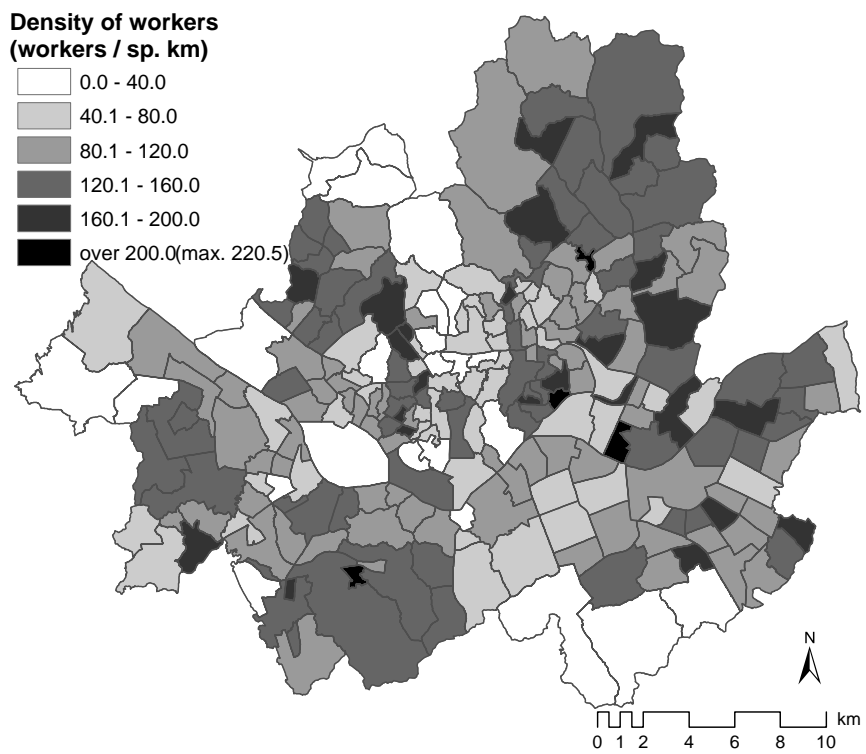 Density of workers
(workers / sp. km)
0.0 - 40.0
40.1 - 80.0
80.1 - 120.0
120.1 - 160.0
160.1 - 200.0
over 200.0(max. 220.5)
N
km
0 1 2 4 6 8 10